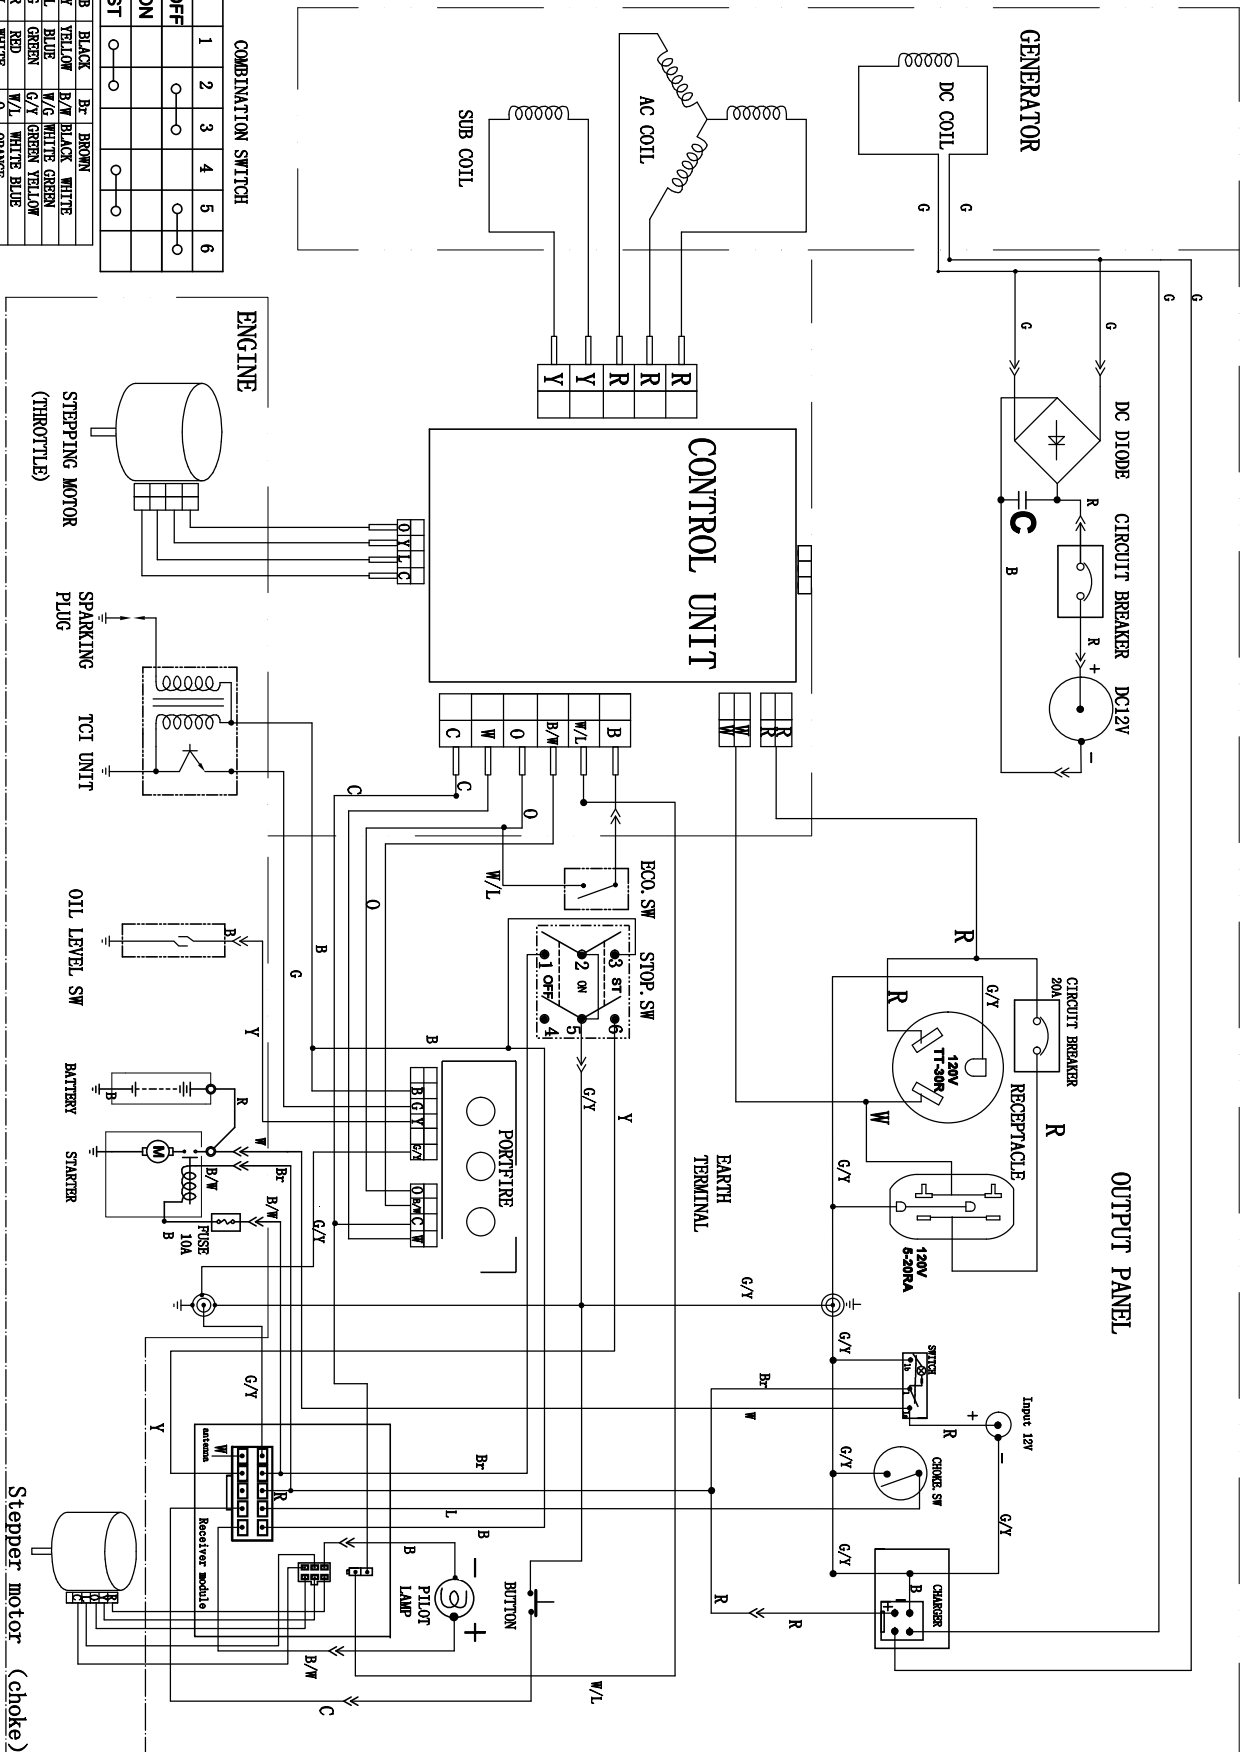 GENERATOR
DC COIL
AC COIL
SUB COIL
G
G
G
G
G
G
DC DIODE
CIRCUIT BREAKER
DC12V
R
R
C
B
+
-
COMBINATION SWITCH
1 2 3 4 5 6
OFF
ON
ST
B BLACK Br BROWN
Y YELLOW B/W BLACK WHITE
L BLUE W/G WHITE GREEN
G GREEN G/Y GREEN YELLOW
R RED W/L WHITE BLUE
R
R
R
Y
Y
CONTROL UNIT
R
R
W
W
B
W/L
B/W
O
W
C
O
Y
L
C
ENGINE
STEPPING MOTOR
(THROTTLE)
SPARKING
PLUG
TCI UNIT
OIL LEVEL SW
BATTERY
STARTER
M
FUSE
10A
B
B
B/W
Br
W
R
B/W
B
G
Y
B
B
C
C
O
O
W/L
ECO.SW
STOP.SW
1 2 3
OFF ON ST
4 5 6
G/Y
Y
PORTFIRE
B
G
Y
G/Y
O
B/W
C
W
G/Y
EARTH
TERMINAL
OUTPUT PANEL
R
R
R
W
G/Y
G/Y
CIRCUIT BREAKER
20A
RECEPTACLE
120V
TT-30R
120V
5-20RA
G/Y
G/Y
SWITCH
Input 12V
+
-
R
G/Y
CHOKE.SW
G/Y
G/Y
CHARGER
B
+
-
R
R
Br
W
Br
L
B
B
G/Y
Y
antenna
W
R
Receiver module
PILOT
LAMP
-
+
BUTTON
B/W
W/L
C
Stepper motor (choke)